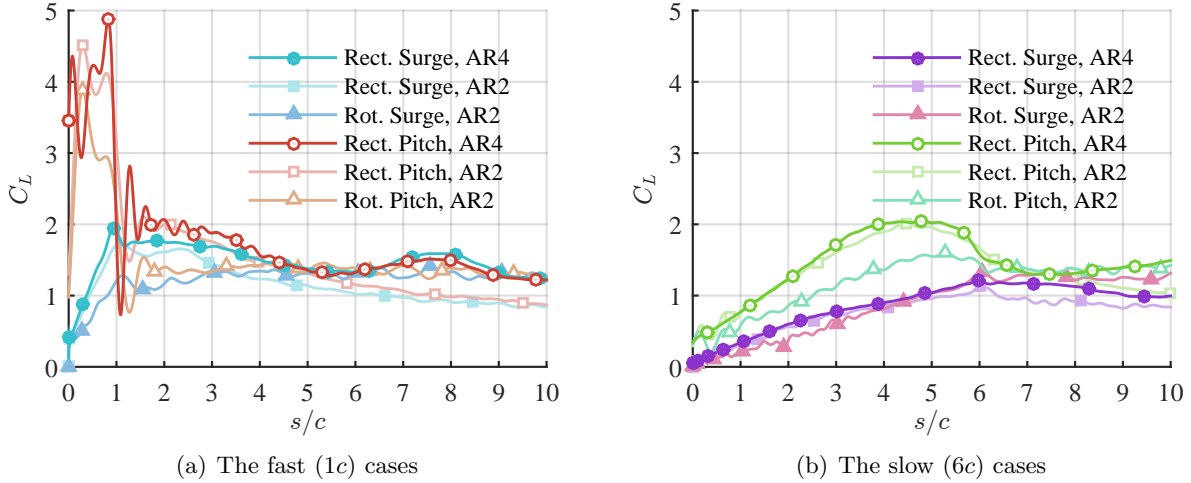 5
4
3
2
1
0
C_L
0 1 2 3 4 5 6 7 8 9 10
s/c
Rect. Surge, AR4
Rect. Surge, AR2
Rot. Surge, AR2
Rect. Pitch, AR4
Rect. Pitch, AR2
Rot. Pitch, AR2
(a) The fast (1c) cases
5
4
3
2
1
0
C_L
0 1 2 3 4 5 6 7 8 9 10
s/c
Rect. Surge, AR4
Rect. Surge, AR2
Rot. Surge, AR2
Rect. Pitch, AR4
Rect. Pitch, AR2
Rot. Pitch, AR2
(b) The slow (6c) cases